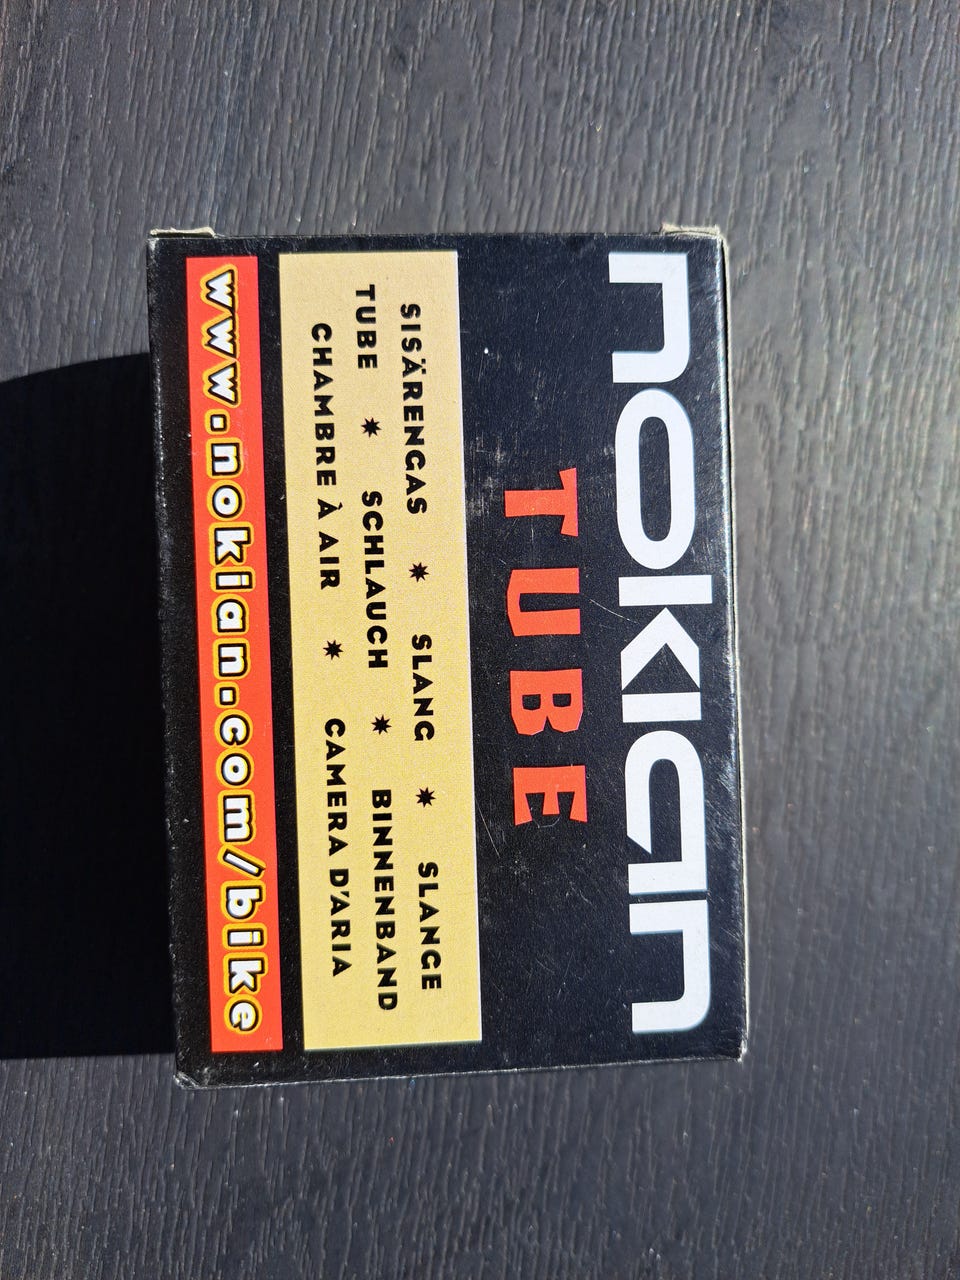 nokian
TUBE
SISÄRENGAS ✷ SLANG ✷ SLANGE
TUBE ✷ SCHLAUCH ✷ BINNENBAND
CHAMBRE À AIR ✷ CAMERA D'ARIA
www.nokian.com/bike